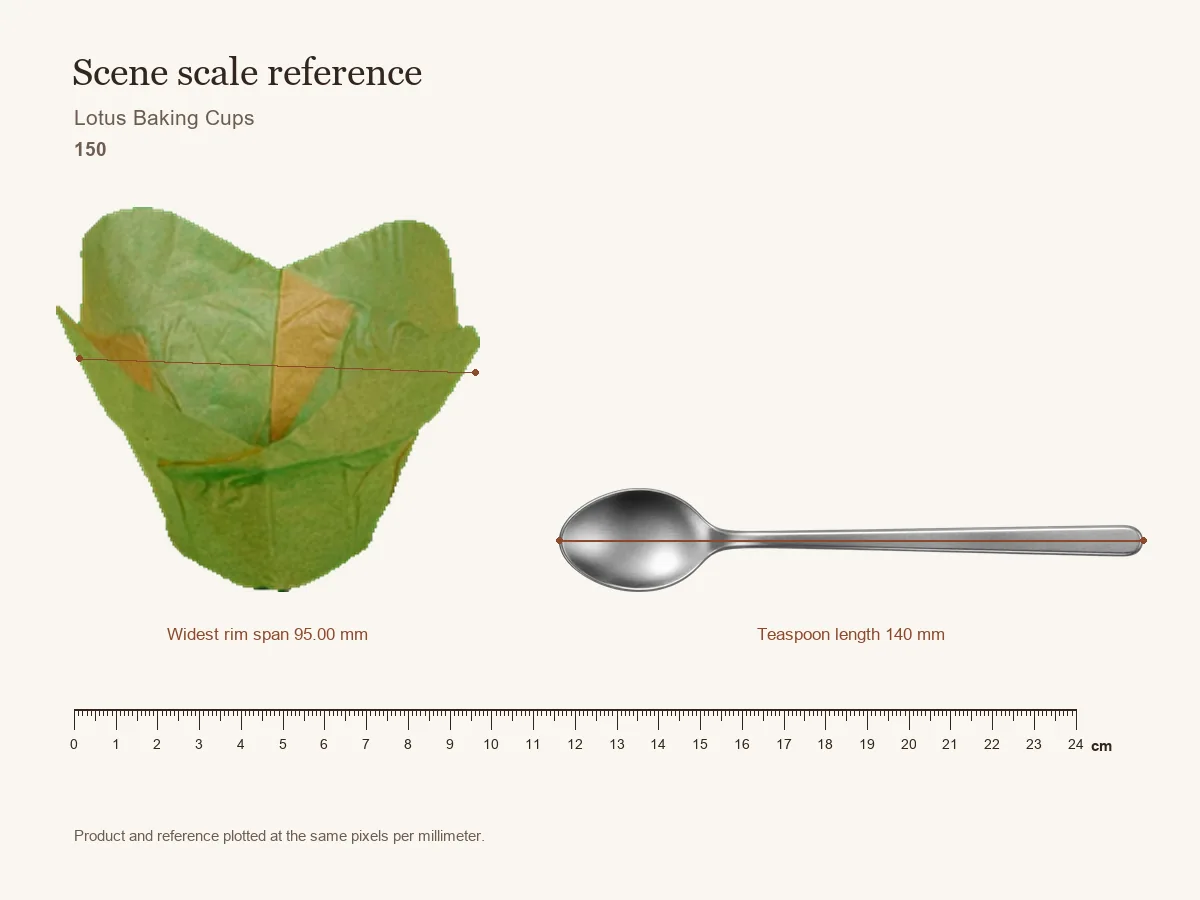 Scene scale reference
Lotus Baking Cups
150
Widest rim span 95.00 mm
Teaspoon length 140 mm
0 1 2 3 4 5 6 7 8 9 10 11 12 13 14 15 16 17 18 19 20 21 22 23 24 cm
Product and reference plotted at the same pixels per millimeter.